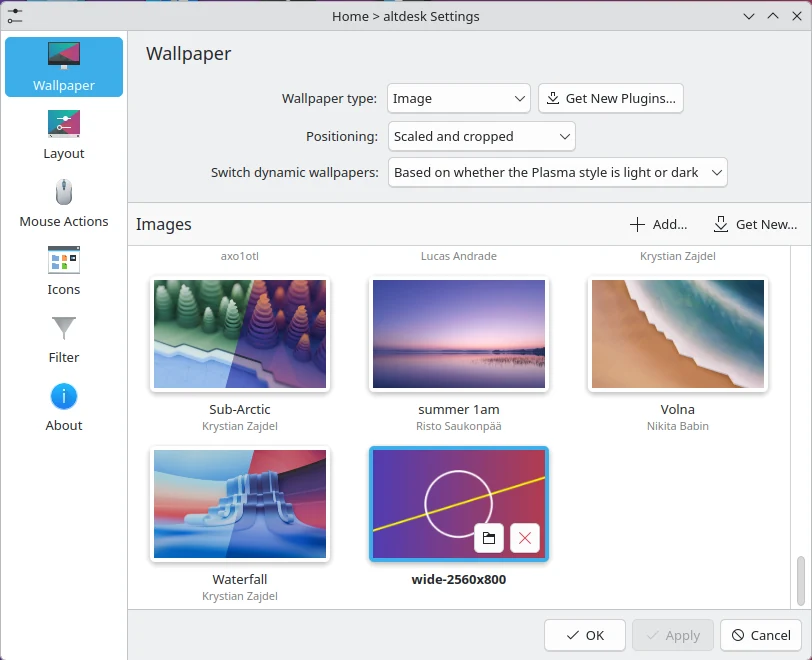 Home > altdesk Settings
Wallpaper
Layout
Mouse Actions
Icons
Filter
About
Wallpaper
Wallpaper type:
Image
Get New Plugins...
Positioning:
Scaled and cropped
Switch dynamic wallpapers:
Based on whether the Plasma style is light or dark
Images
Add...
Get New...
axo1otl
Lucas Andrade
Krystian Zajdel
Sub-Arctic
Krystian Zajdel
summer 1am
Risto Saukonpää
Volna
Nikita Babin
Waterfall
Krystian Zajdel
wide-2560x800
OK
Apply
Cancel